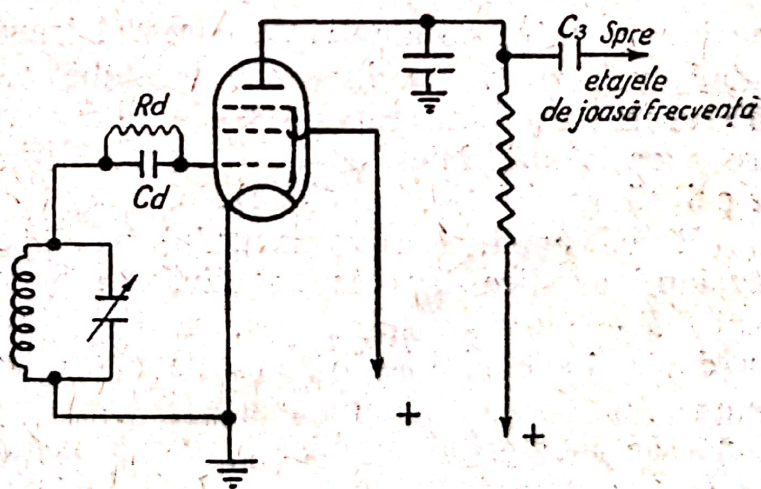 C₃ Spre
etajele
de joasă frecvență
Rd
Cd
+
+